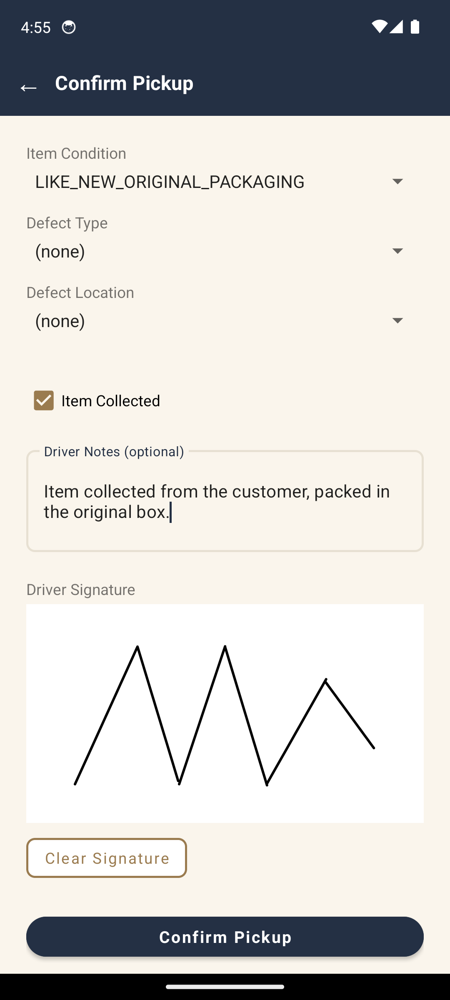 4:55
← Confirm Pickup
Item Condition
LIKE_NEW_ORIGINAL_PACKAGING
Defect Type
(none)
Defect Location
(none)
Item Collected
Driver Notes (optional)
Item collected from the customer, packed in
the original box.
Driver Signature
Clear Signature
Confirm Pickup